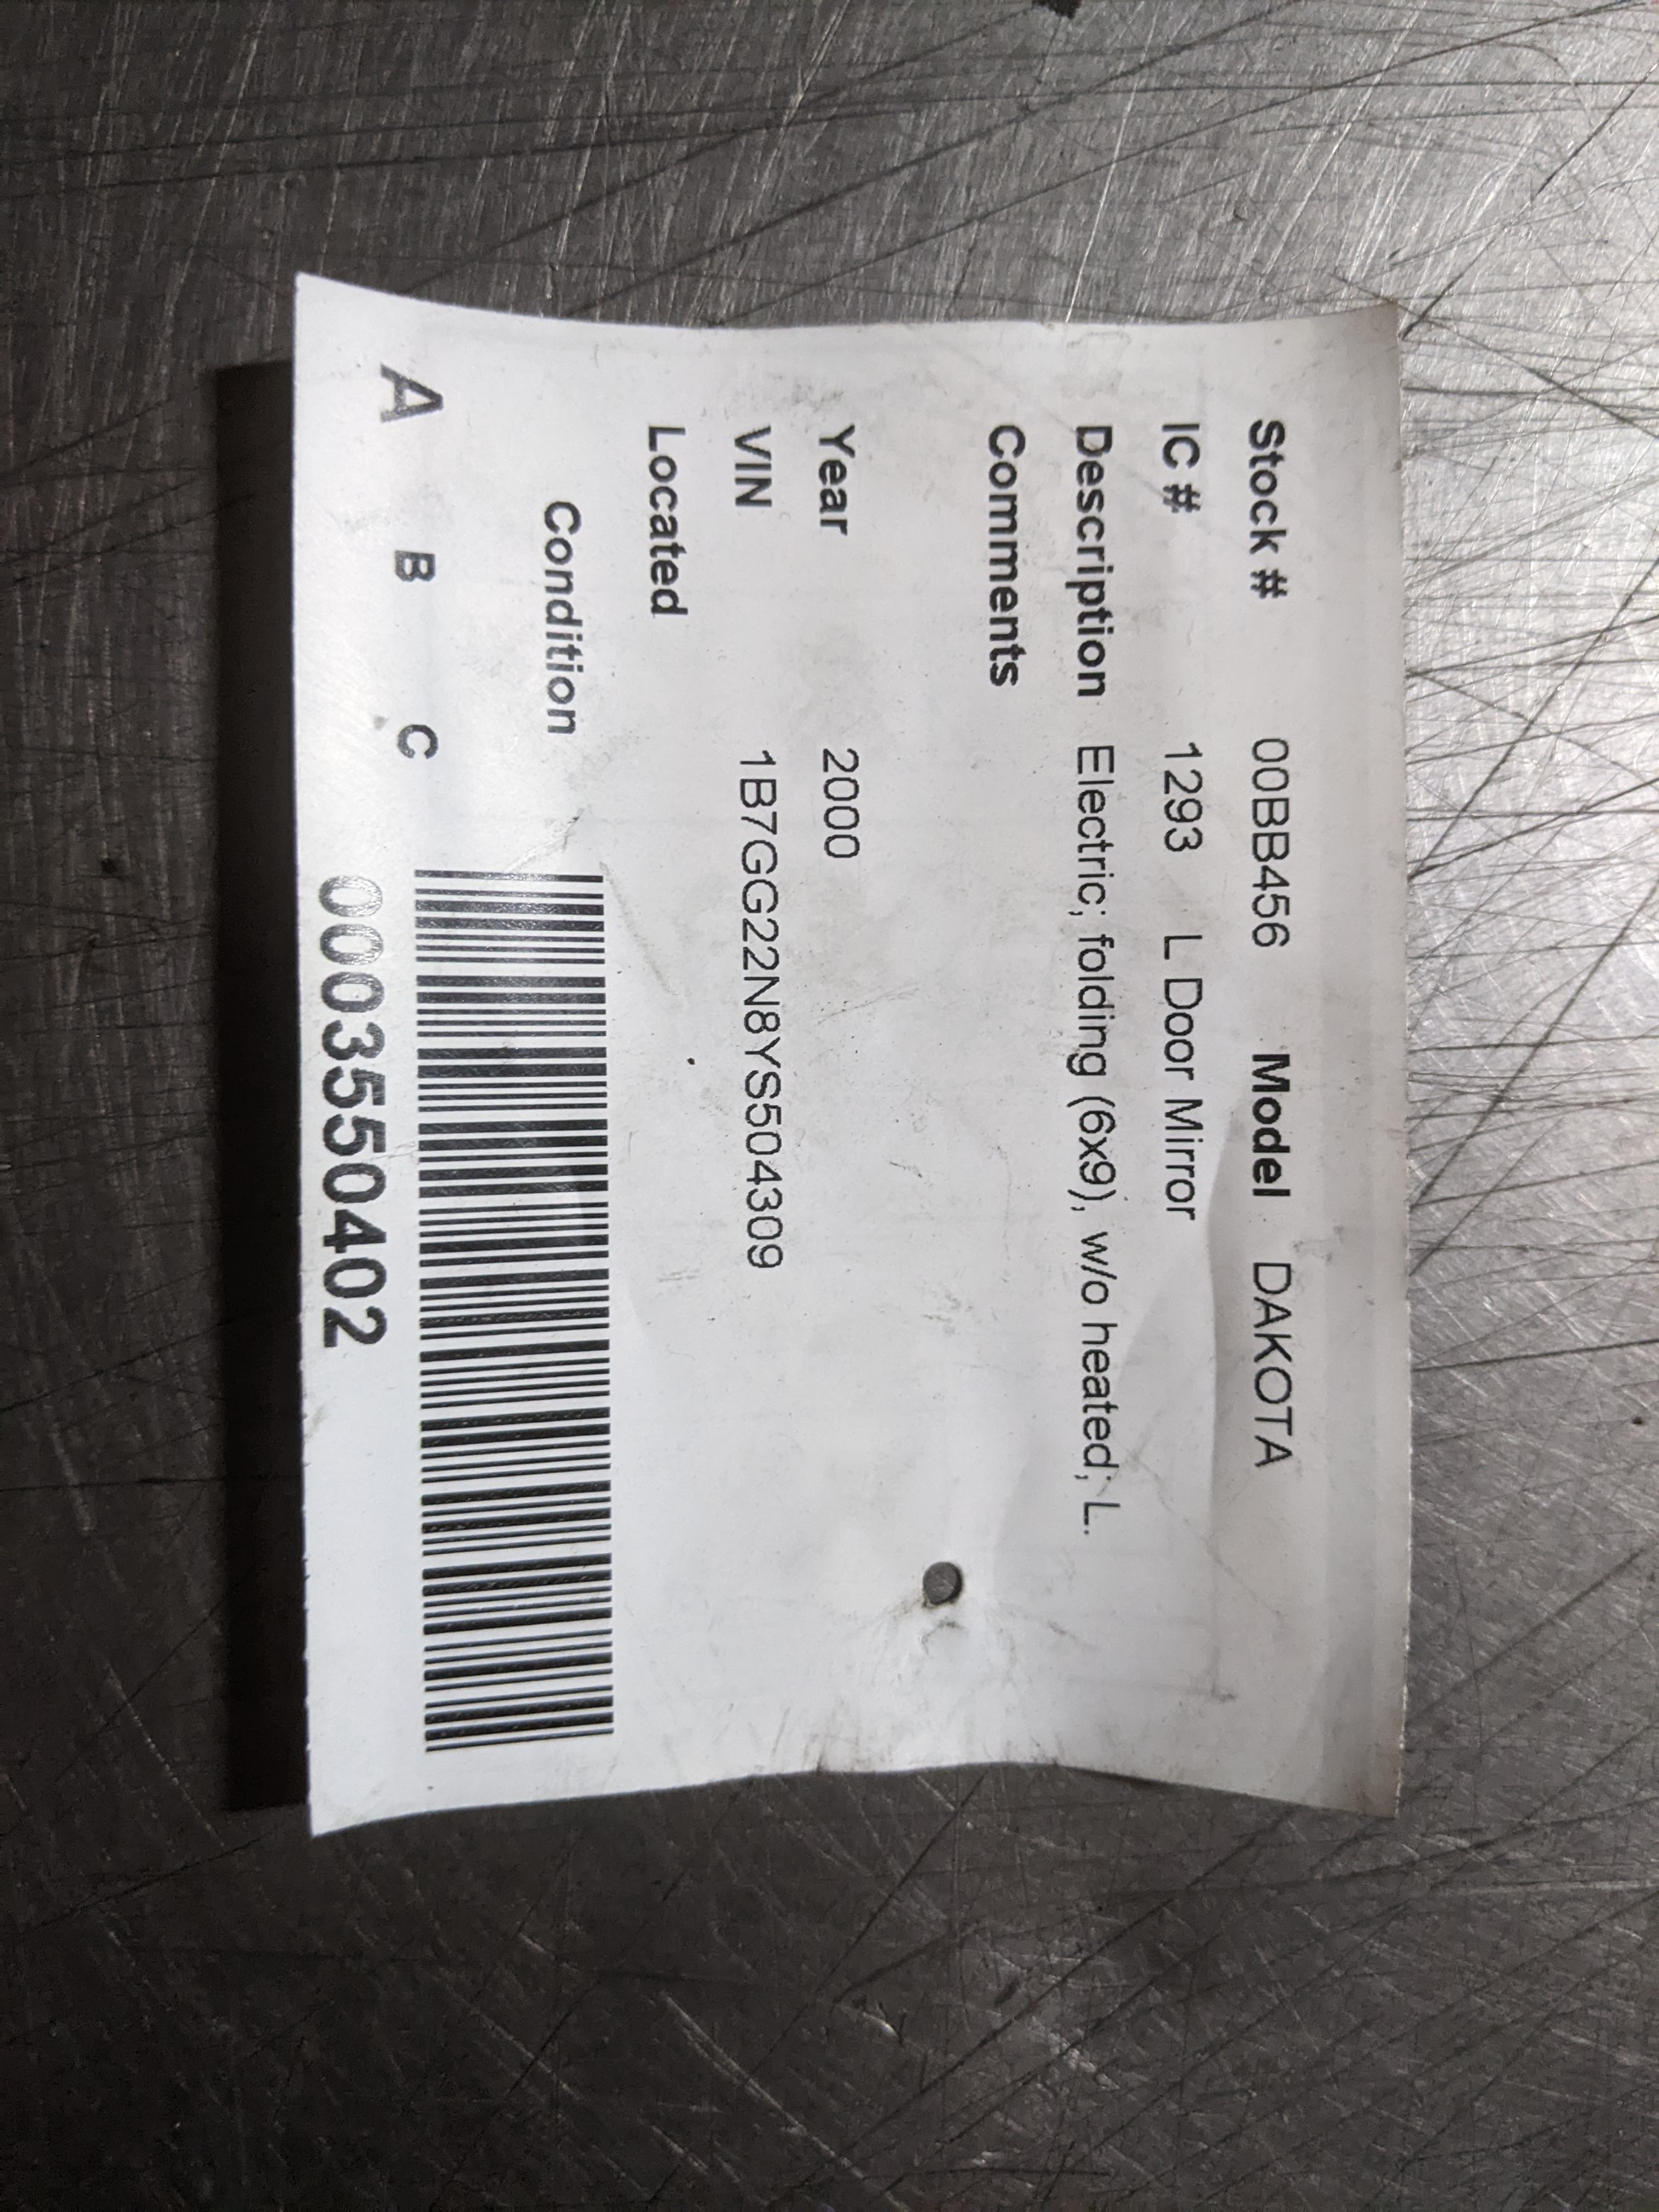 Stock # 00BB456 Model DAKOTA
IC # 1293 L Door Mirror
Description Electric; folding (6x9), w/o heated; L.
Comments
Year 2000
VIN 1B7GG22N8YS504309
Located
Condition
A B C
0003550402